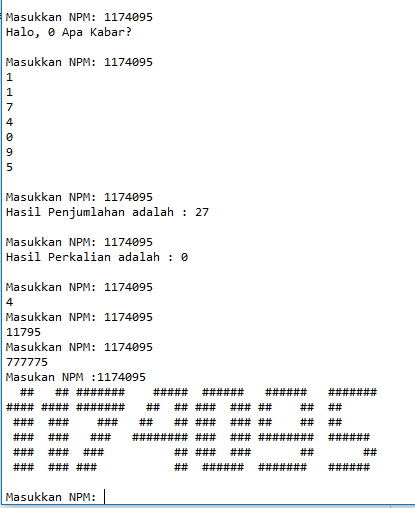 Masukkan NPM: 1174095
Halo, 0 Apa Kabar?
Masukkan NPM: 1174095
1
1
7
4
0
9
5
Masukkan NPM: 1174095
Hasil Penjumlahan adalah : 27
Masukkan NPM: 1174095
Hasil Perkalian adalah : 0
Masukkan NPM: 1174095
4
Masukkan NPM: 1174095
11795
Masukkan NPM: 1174095
777775
Masukan NPM :1174095
  ##   ## #######    #####  ######   ######   #######
#### #### #######   ##  ## ###  ### ##    ##  ##
 ###  ###     ###   ##   ## ###  ### ##    ##  ##
 ###  ###    ###   ######## ###  ### ########  ######
 ###  ###  ###          ## ###  ###       ##       ##
 ###  ### ###           ##  ######  #######   ######
Masukkan NPM: